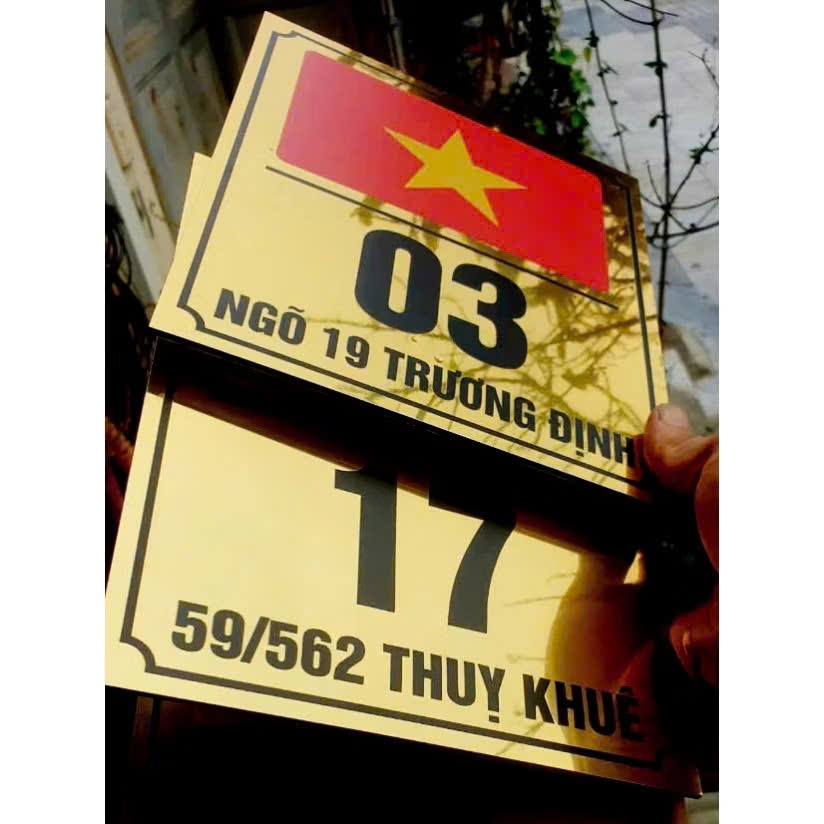 03
NGÕ 19 TRƯƠNG ĐỊNH
17
59/562 THUỴ KHUÊ